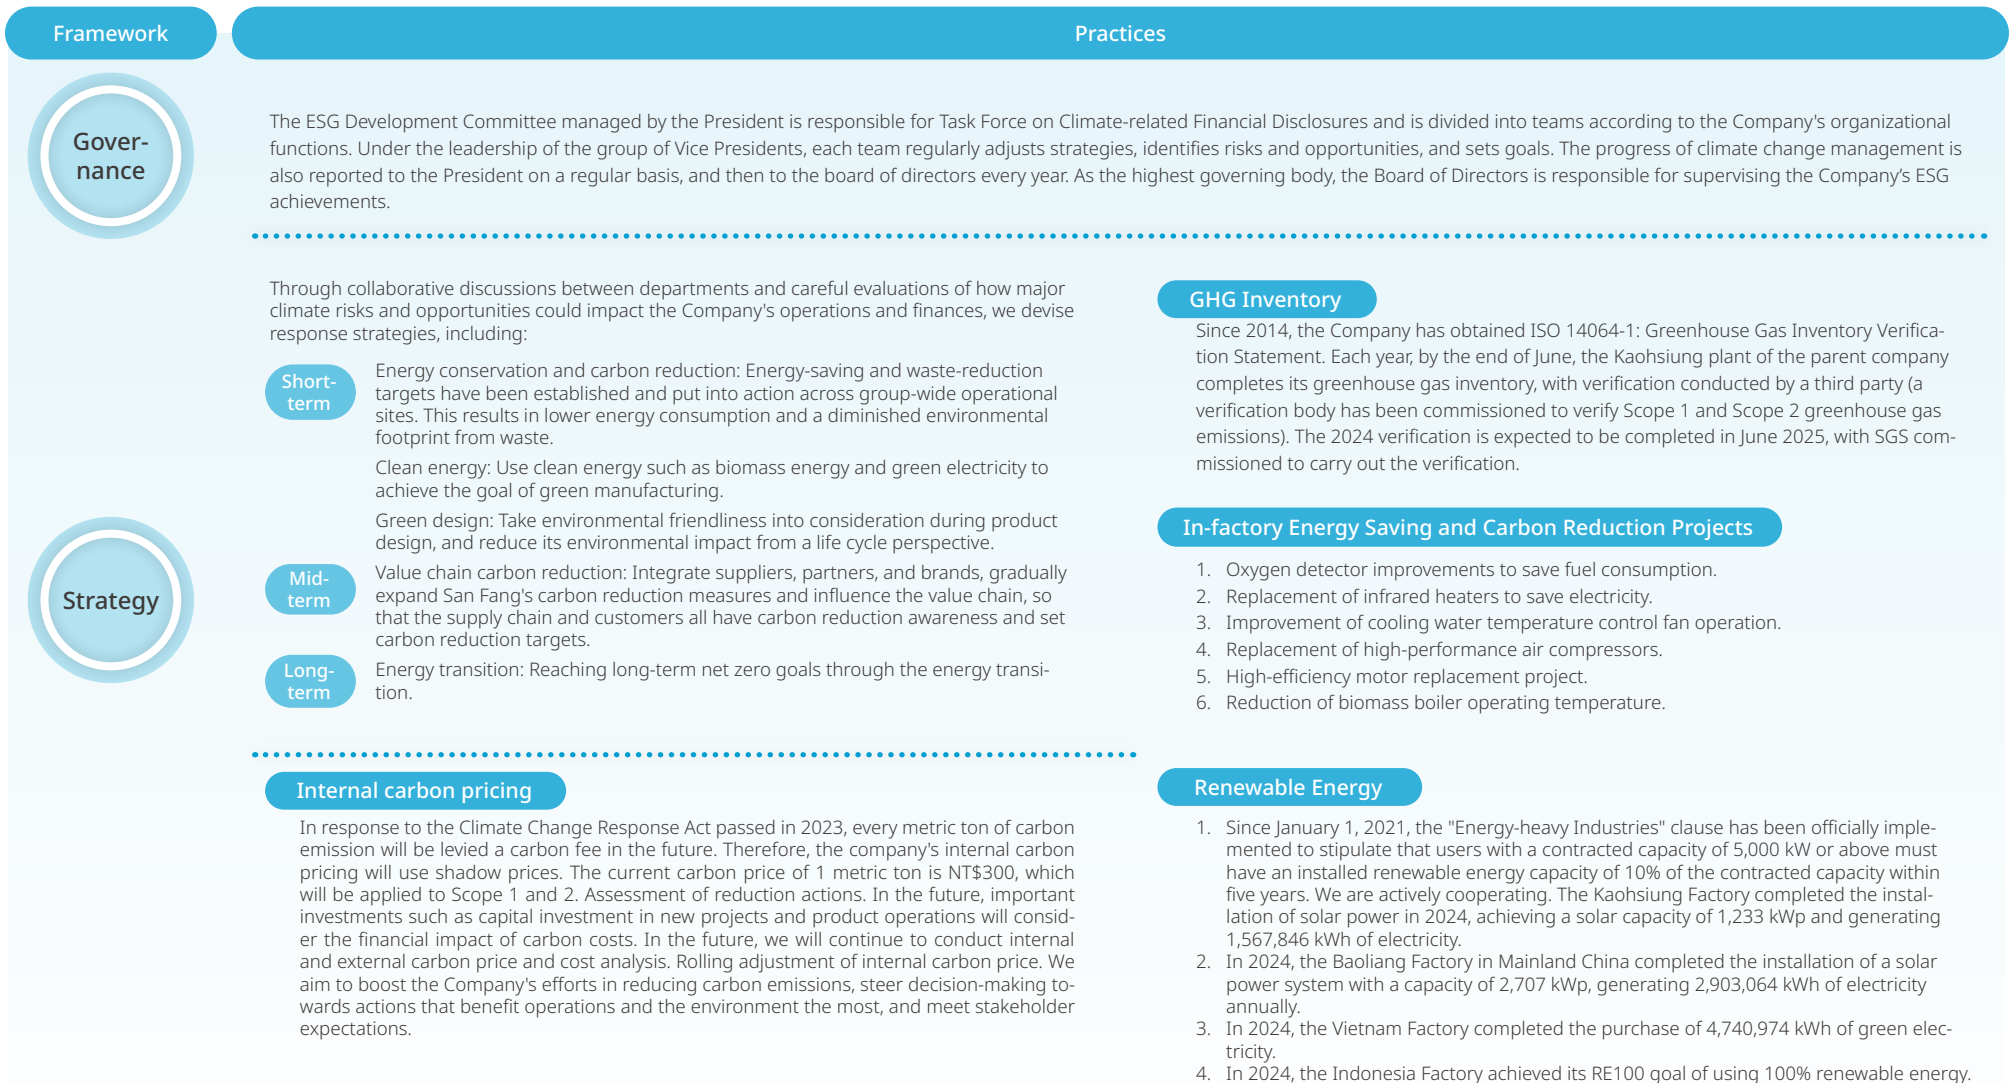 Framework
Practices
Gover-
nance
The ESG Development Committee managed by the President is responsible for Task Force on Climate-related Financial Disclosures and is divided into teams according to the Company's organizational
functions. Under the leadership of the group of Vice Presidents, each team regularly adjusts strategies, identifies risks and opportunities, and sets goals. The progress of climate change management is
also reported to the President on a regular basis, and then to the board of directors every year. As the highest governing body, the Board of Directors is responsible for supervising the Company’s ESG
achievements.
Strategy
Through collaborative discussions between departments and careful evaluations of how major
climate risks and opportunities could impact the Company's operations and finances, we devise
response strategies, including:
Short-
term
Energy conservation and carbon reduction: Energy-saving and waste-reduction
targets have been established and put into action across group-wide operational
sites. This results in lower energy consumption and a diminished environmental
footprint from waste.
Clean energy: Use clean energy such as biomass energy and green electricity to
achieve the goal of green manufacturing.
Green design: Take environmental friendliness into consideration during product
design, and reduce its environmental impact from a life cycle perspective.
Mid-
term
Value chain carbon reduction: Integrate suppliers, partners, and brands, gradually
expand San Fang's carbon reduction measures and influence the value chain, so
that the supply chain and customers all have carbon reduction awareness and set
carbon reduction targets.
Long-
term
Energy transition: Reaching long-term net zero goals through the energy transi-
tion.
Internal carbon pricing
In response to the Climate Change Response Act passed in 2023, every metric ton of carbon
emission will be levied a carbon fee in the future. Therefore, the company's internal carbon
pricing will use shadow prices. The current carbon price of 1 metric ton is NT$300, which
will be applied to Scope 1 and 2. Assessment of reduction actions. In the future, important
investments such as capital investment in new projects and product operations will consid-
er the financial impact of carbon costs. In the future, we will continue to conduct internal
and external carbon price and cost analysis. Rolling adjustment of internal carbon price. We
aim to boost the Company's efforts in reducing carbon emissions, steer decision-making to-
wards actions that benefit operations and the environment the most, and meet stakeholder
expectations.
GHG Inventory
Since 2014, the Company has obtained ISO 14064-1: Greenhouse Gas Inventory Verifica-
tion Statement. Each year, by the end of June, the Kaohsiung plant of the parent company
completes its greenhouse gas inventory, with verification conducted by a third party (a
verification body has been commissioned to verify Scope 1 and Scope 2 greenhouse gas
emissions). The 2024 verification is expected to be completed in June 2025, with SGS com-
missioned to carry out the verification.
In-factory Energy Saving and Carbon Reduction Projects
1. Oxygen detector improvements to save fuel consumption.
2. Replacement of infrared heaters to save electricity.
3. Improvement of cooling water temperature control fan operation.
4. Replacement of high-performance air compressors.
5. High-efficiency motor replacement project.
6. Reduction of biomass boiler operating temperature.
Renewable Energy
1. Since January 1, 2021, the "Energy-heavy Industries" clause has been officially imple-
mented to stipulate that users with a contracted capacity of 5,000 kW or above must
have an installed renewable energy capacity of 10% of the contracted capacity within
five years. We are actively cooperating. The Kaohsiung Factory completed the instal-
lation of solar power in 2024, achieving a solar capacity of 1,233 kWp and generating
1,567,846 kWh of electricity.
2. In 2024, the Baoliang Factory in Mainland China completed the installation of a solar
power system with a capacity of 2,707 kWp, generating 2,903,064 kWh of electricity
annually.
3. In 2024, the Vietnam Factory completed the purchase of 4,740,974 kWh of green elec-
tricity.
4. In 2024, the Indonesia Factory achieved its RE100 goal of using 100% renewable energy.